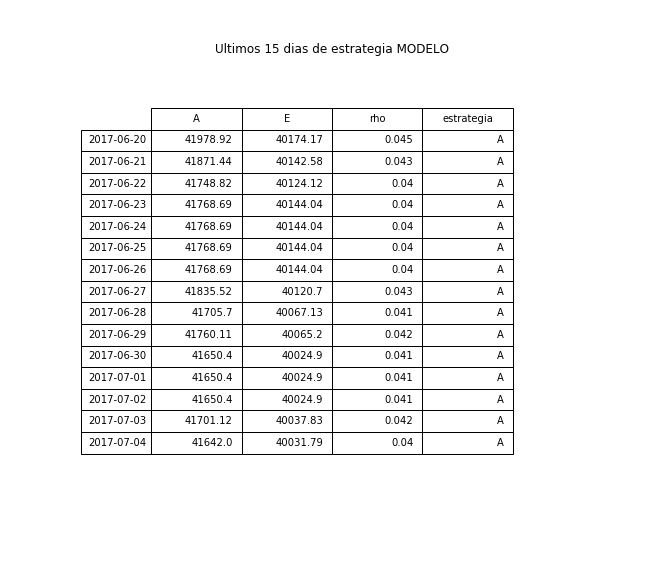 Ultimos 15 dias de estrategia MODELO
A E rho estrategia
2017-06-20 41978.92 40174.17 0.045 A
2017-06-21 41871.44 40142.58 0.043 A
2017-06-22 41748.82 40124.12 0.04 A
2017-06-23 41768.69 40144.04 0.04 A
2017-06-24 41768.69 40144.04 0.04 A
2017-06-25 41768.69 40144.04 0.04 A
2017-06-26 41768.69 40144.04 0.04 A
2017-06-27 41835.52 40120.7 0.043 A
2017-06-28 41705.7 40067.13 0.041 A
2017-06-29 41760.11 40065.2 0.042 A
2017-06-30 41650.4 40024.9 0.041 A
2017-07-01 41650.4 40024.9 0.041 A
2017-07-02 41650.4 40024.9 0.041 A
2017-07-03 41701.12 40037.83 0.042 A
2017-07-04 41642.0 40031.79 0.04 A